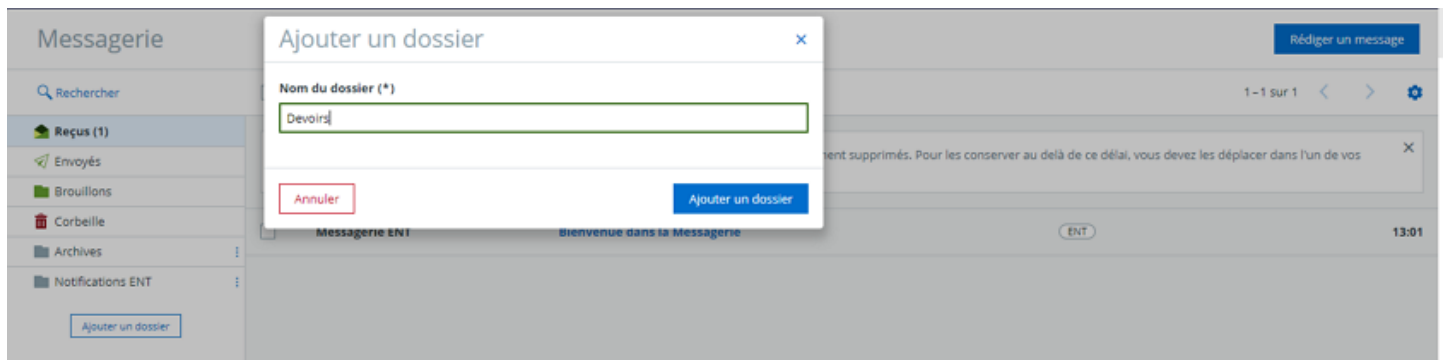 Messagerie
Ajouter un dossier
×
Rédiger un message
Rechercher
Nom du dossier (*)
1–1 sur 1
Devoirs
Reçus (1)
Envoyés
ment supprimés. Pour les conserver au delà de ce délai, vous devez les déplacer dans l'un de vos
×
Brouillons
Annuler
Ajouter un dossier
Corbeille
Messagerie ENT
Bienvenue dans la Messagerie
ENT
13:01
Archives
Notifications ENT
Ajouter un dossier